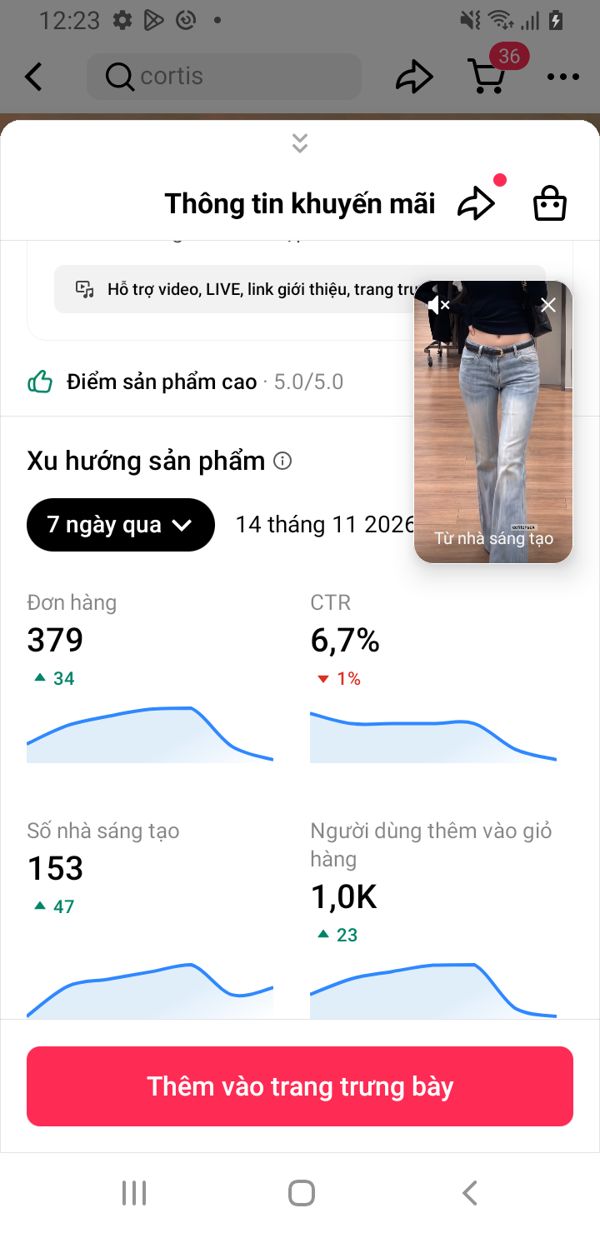 12:23
cortis
36
Thông tin khuyến mãi
Hỗ trợ video, LIVE, link giới thiệu, trang
Điểm sản phẩm cao · 5.0/5.0
Xu hướng sản phẩm
7 ngày qua
14 tháng 11 2026
Từ nhà sáng tạo
Đơn hàng
CTR
379
6,7%
34
1%
Số nhà sáng tạo
Người dùng thêm vào giỏ
hàng
153
1,0K
47
23
Thêm vào trang trưng bày